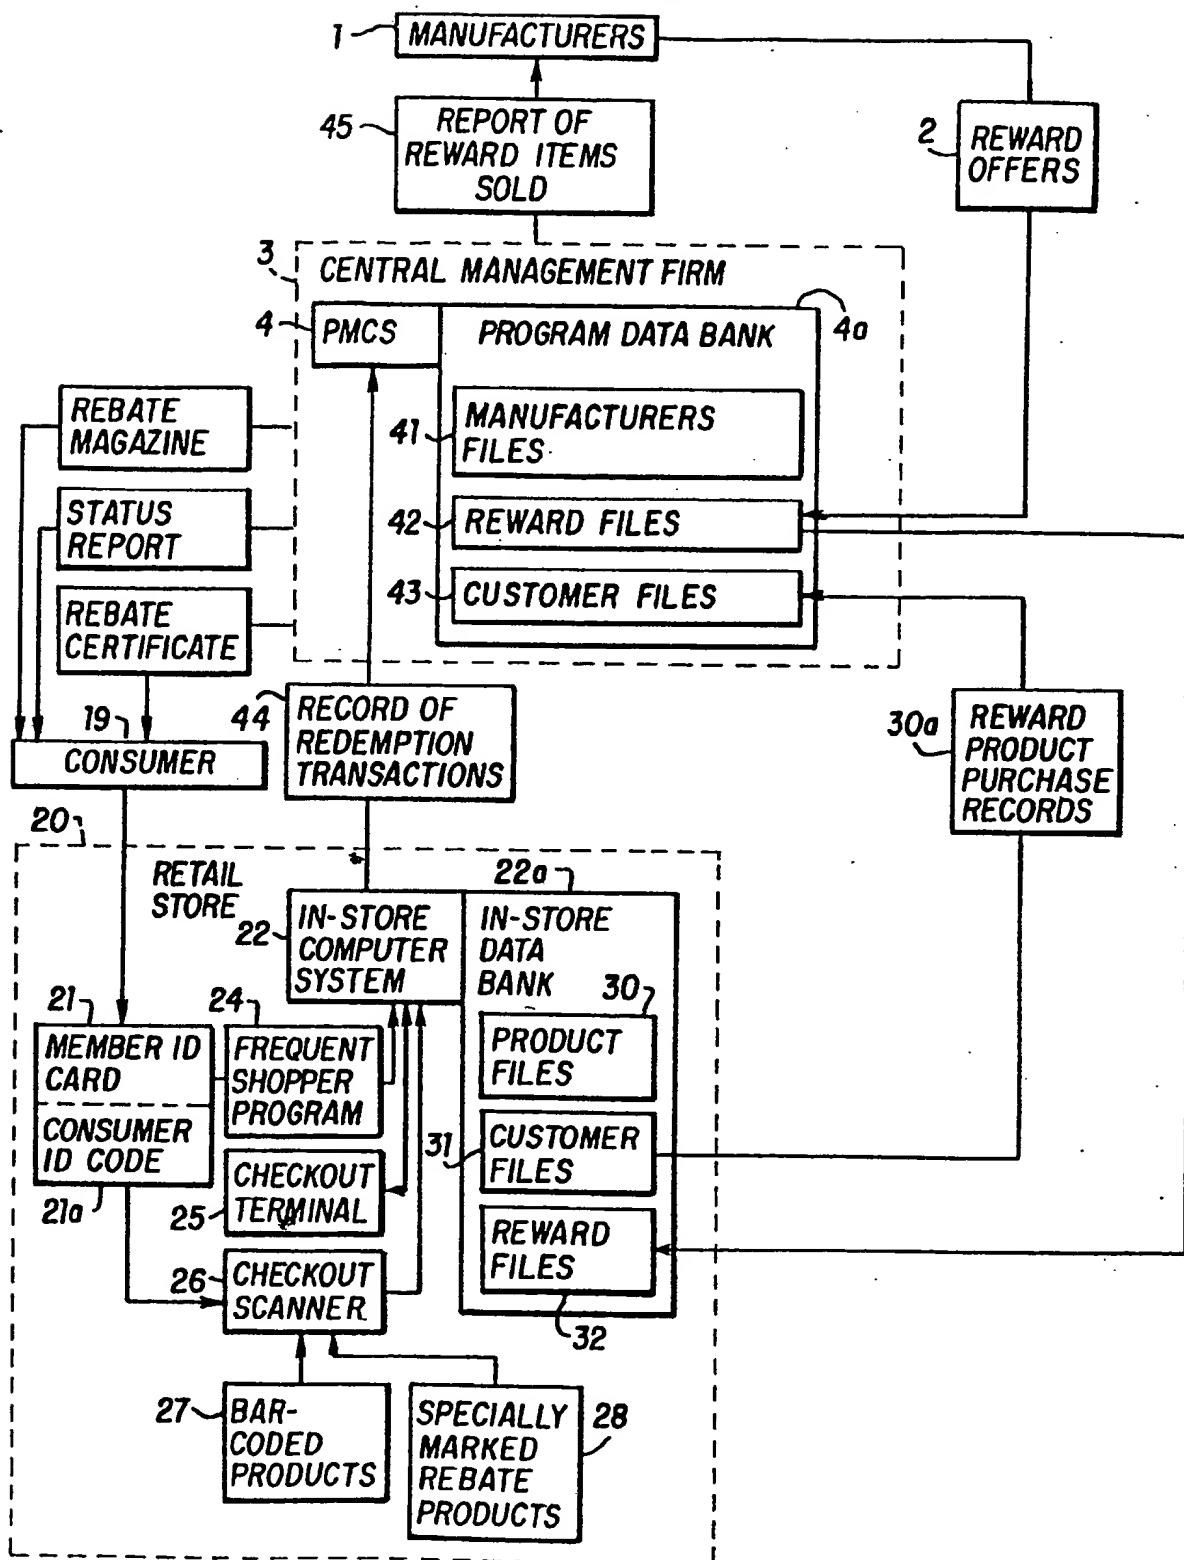 1
MANUFACTURERS
45
REPORT OF
REWARD ITEMS
SOLD
2
REWARD
OFFERS
3
CENTRAL MANAGEMENT FIRM
4
PMCS
PROGRAM DATA BANK
4a
REBATE
MAGAZINE
41
MANUFACTURERS
FILES
STATUS
REPORT
42
REWARD FILES
43
CUSTOMER FILES
REBATE
CERTIFICATE
19
CONSUMER
44
RECORD OF
REDEMPTION
TRANSACTIONS
30a
REWARD
PRODUCT
PURCHASE
RECORDS
20
RETAIL
STORE
22
IN-STORE
COMPUTER
SYSTEM
22a
IN-STORE
DATA
BANK
21
MEMBER ID
CARD
CONSUMER
ID CODE
21a
24
FREQUENT
SHOPPER
PROGRAM
30
PRODUCT
FILES
25
CHECKOUT
TERMINAL
31
CUSTOMER
FILES
26
CHECKOUT
SCANNER
REWARD
FILES
32
27
BAR-
CODED
PRODUCTS
SPECIALLY
MARKED
REBATE
PRODUCTS
28